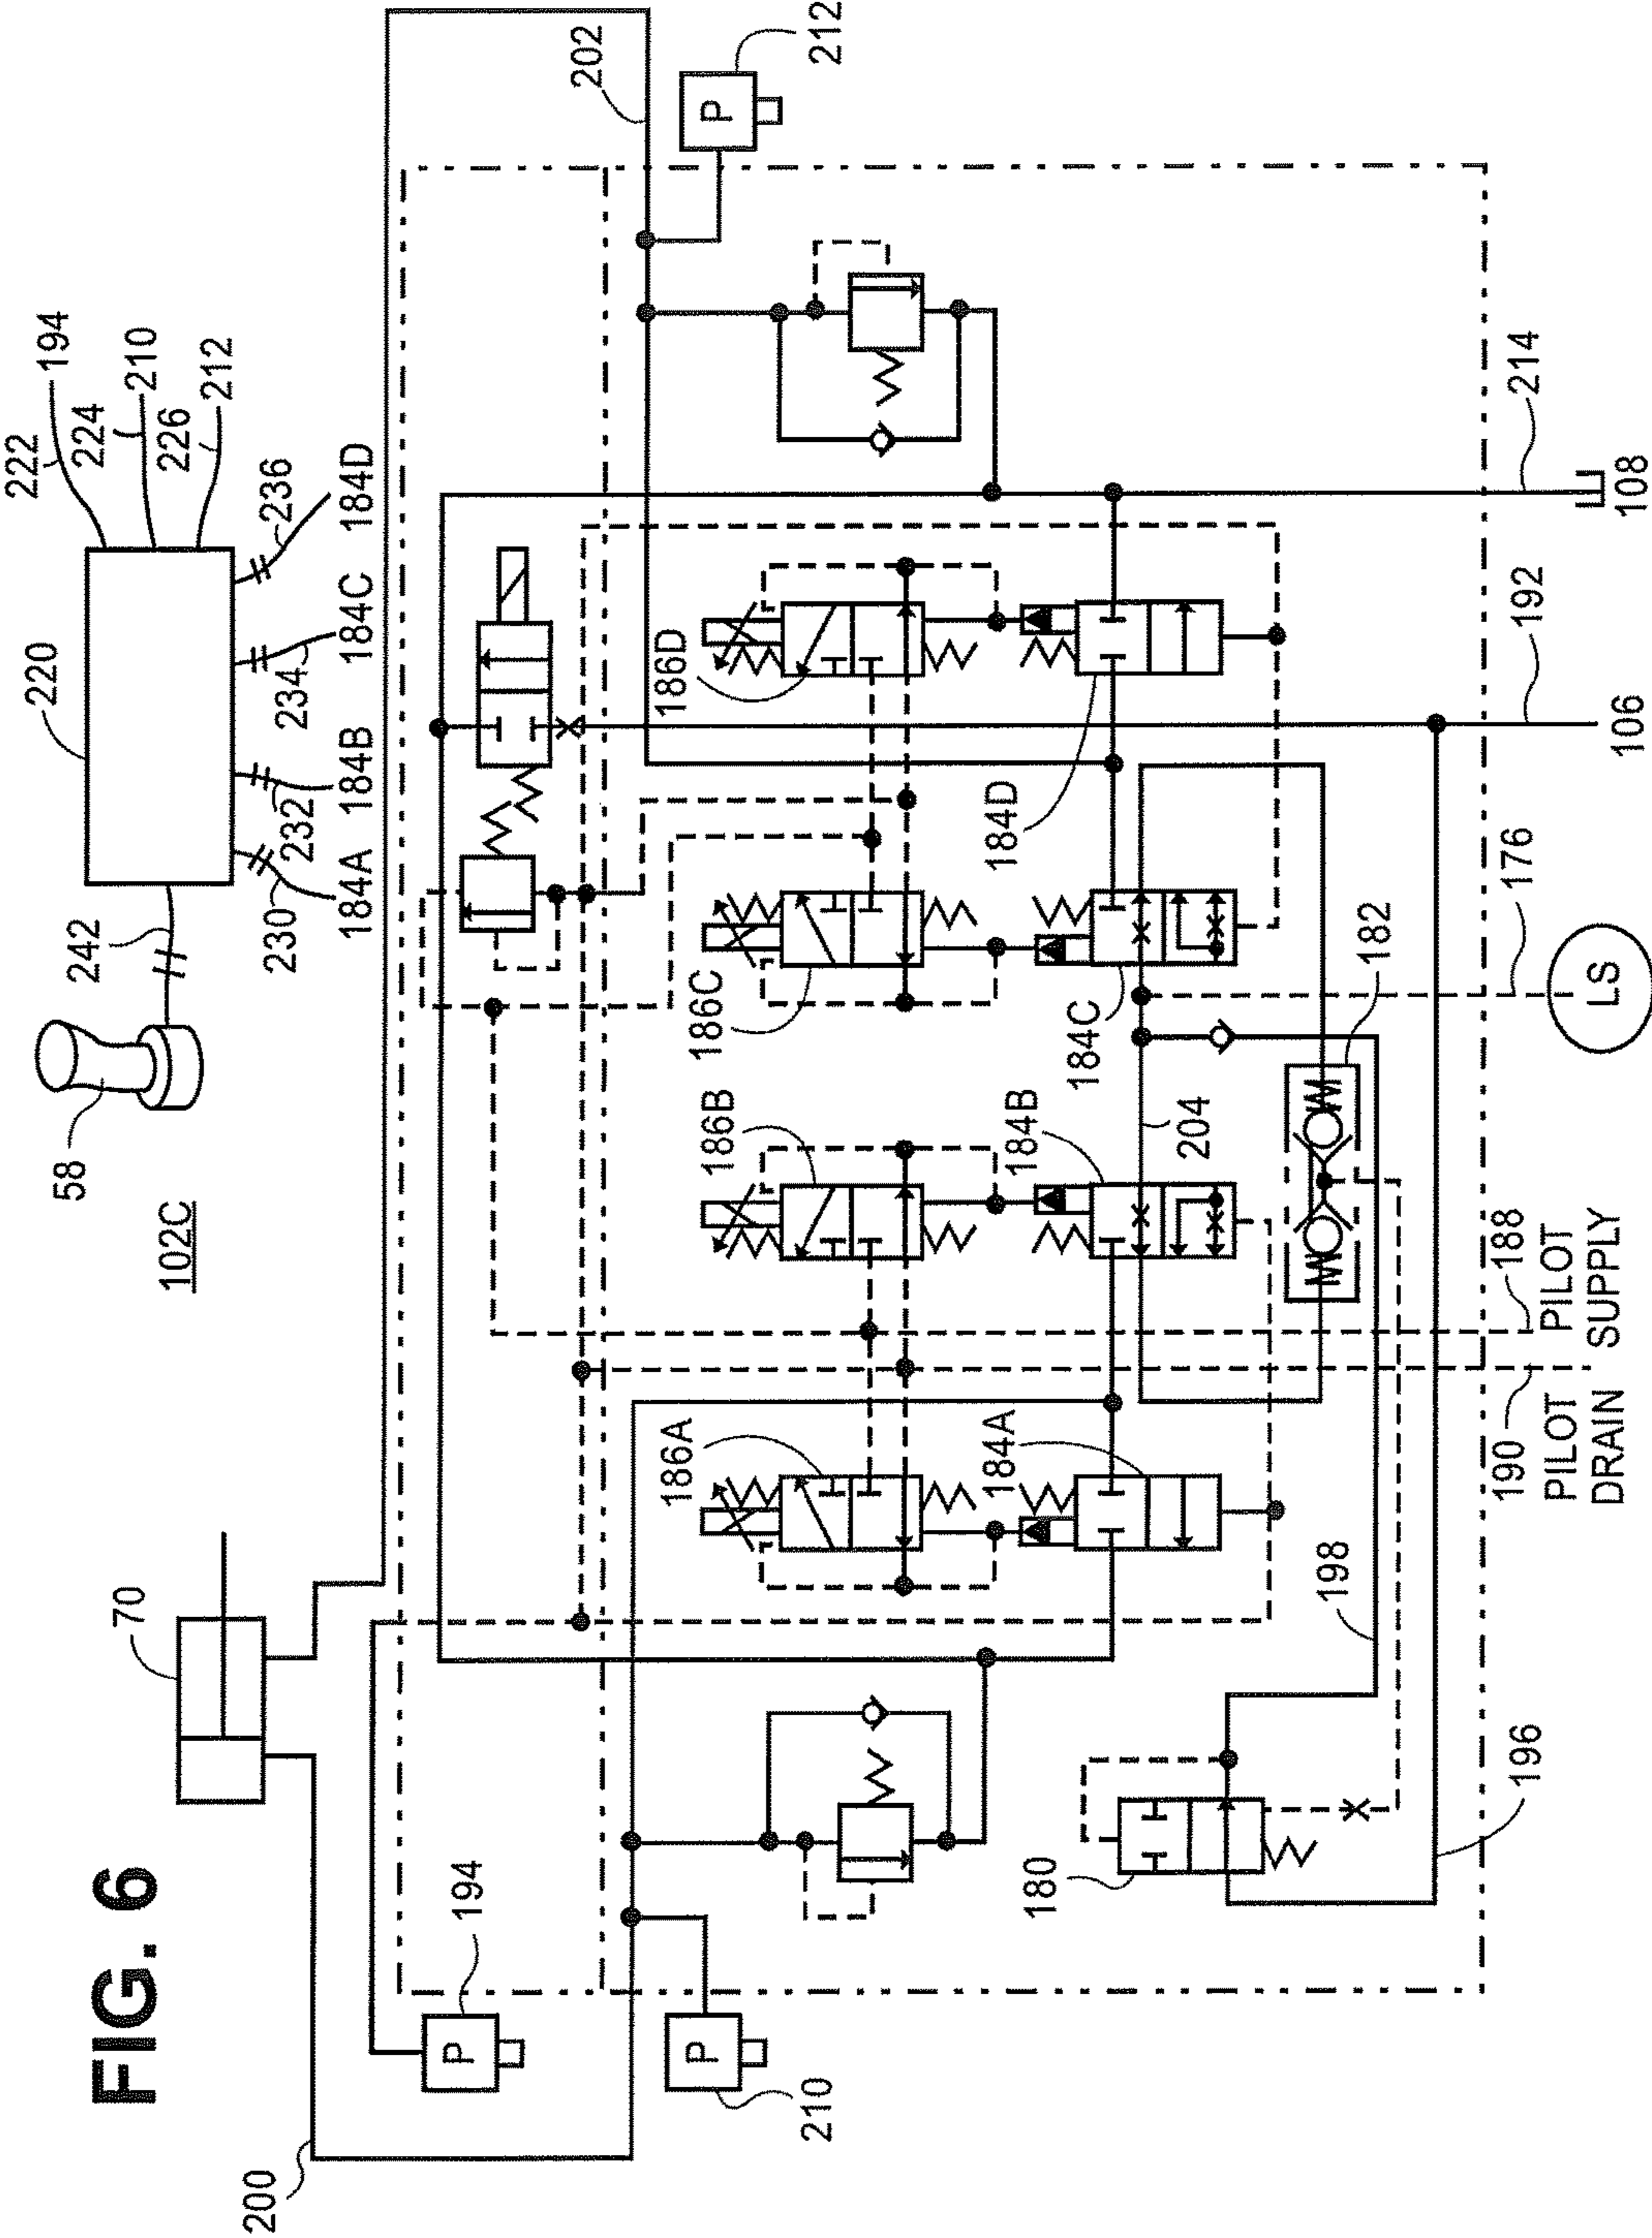 FIG. 6
102C
58
242
220
222
194
224
210
226
212
230
184A
232
184B
234
184C
236
184D
70
200
202
194
P
210
P
212
P
186A
186B
186C
186D
184A
184B
184C
184D
204
180
182
196
198
190
PILOT
DRAIN
188
PILOT
SUPPLY
LS
176
106
192
108
214